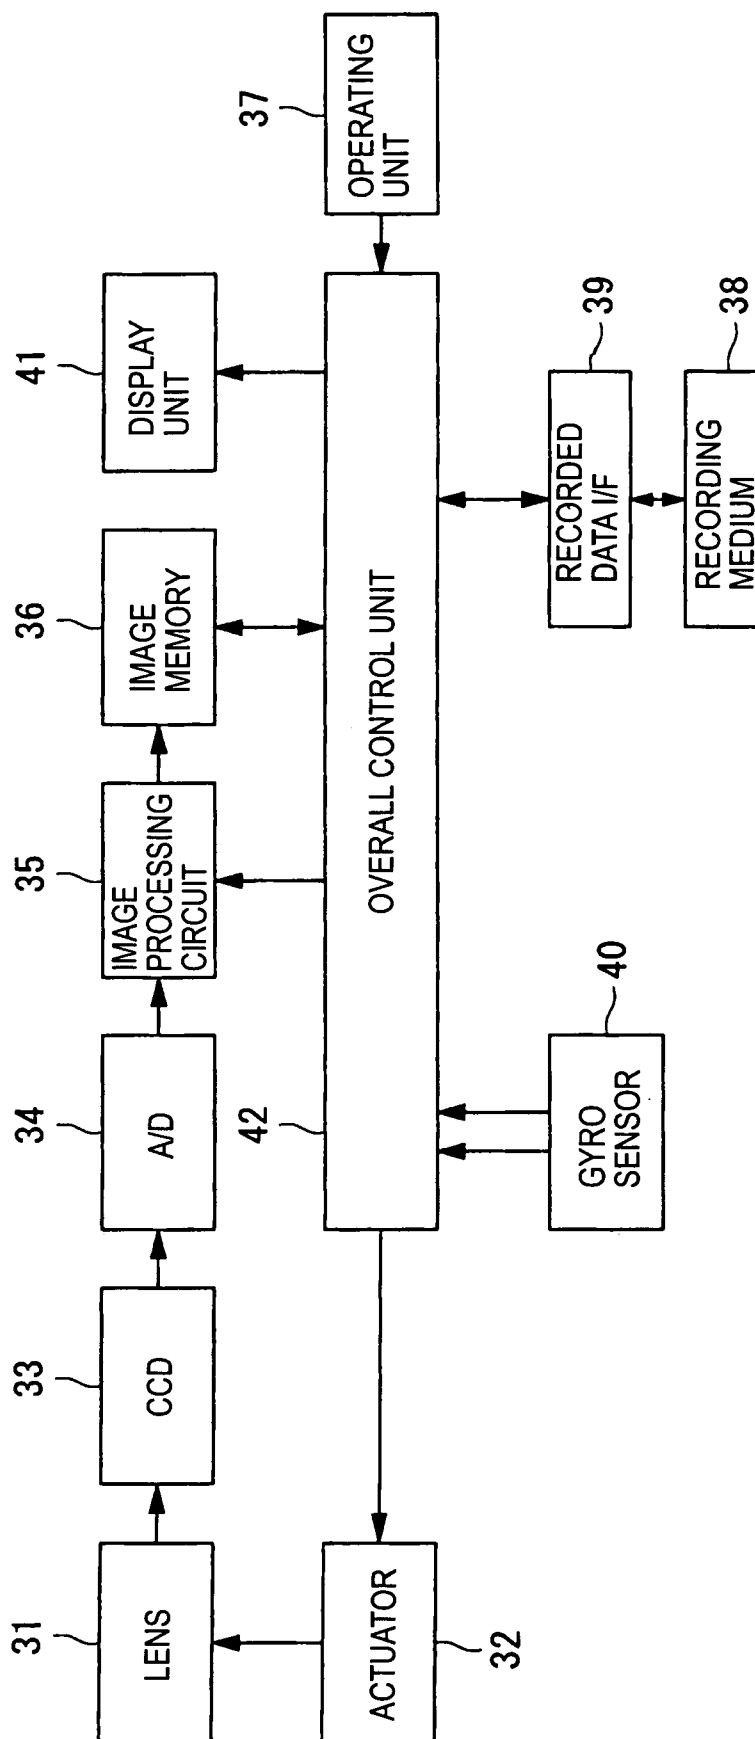 31
LENS
33
CCD
34
A/D
35
IMAGE
PROCESSING
CIRCUIT
36
IMAGE
MEMORY
41
DISPLAY
UNIT
ACTUATOR
32
42
OVERALL CONTROL UNIT
37
OPERATING
UNIT
40
GYRO
SENSOR
39
RECORDED
DATA I/F
38
RECORDING
MEDIUM